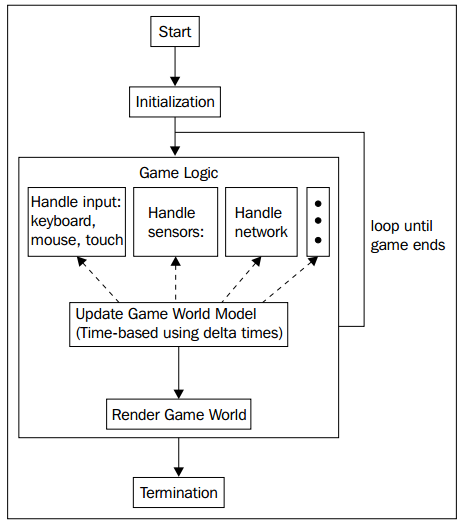 Start
Initialization
Game Logic
Handle input:
keyboard,
mouse, touch
Handle
sensors:
Handle
network
loop until
game ends
Update Game World Model
(Time-based using delta times)
Render Game World
Termination